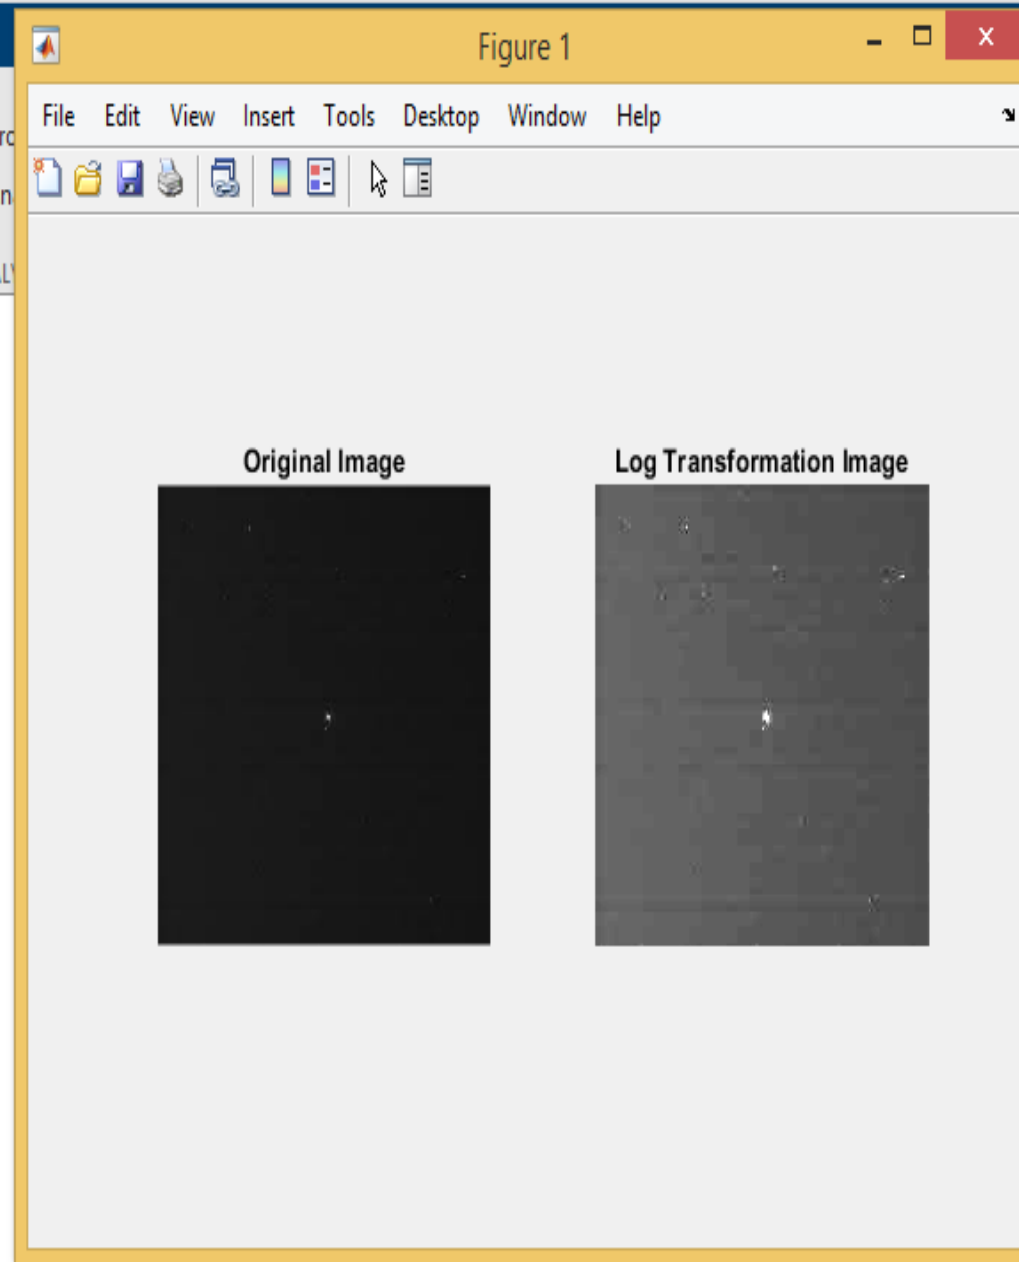 Figure 1
File Edit View Insert Tools Desktop Window Help
Original Image
Log Transformation Image